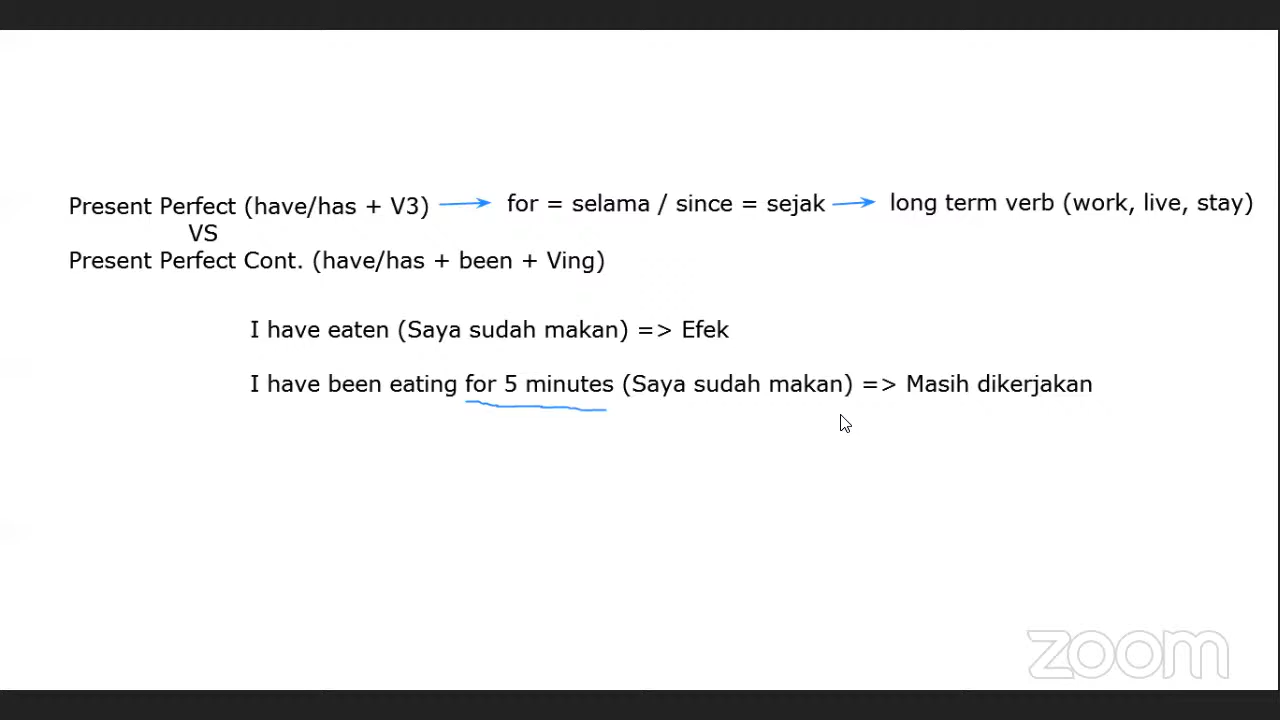 Present Perfect (have/has + V3) for = selama / since = sejak long term verb (work, live, stay)
VS
Present Perfect Cont. (have/has + been + Ving)
I have eaten (Saya sudah makan) => Efek
I have been eating for 5 minutes (Saya sudah makan) => Masih dikerjakan
zoom